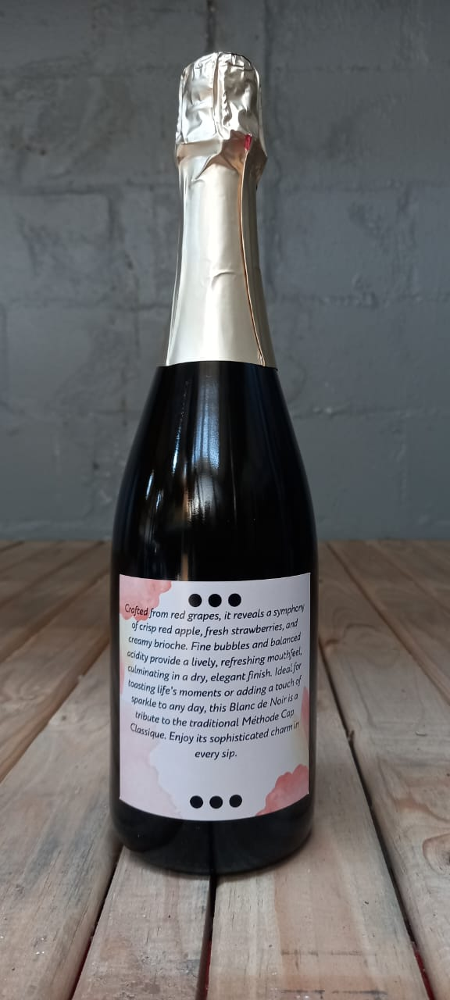 Crafted from red grapes, it reveals a symphony
of crisp red apple, fresh strawberries, and
creamy brioche. Fine bubbles and balanced
acidity provide a lively, refreshing mouthfeel,
culminating in a dry, elegant finish. Ideal for
toasting life's moments or adding a touch of
sparkle to any day, this Blanc de Noir is a
tribute to the traditional Méthode Cap
Classique. Enjoy its sophisticated charm in
every sip.